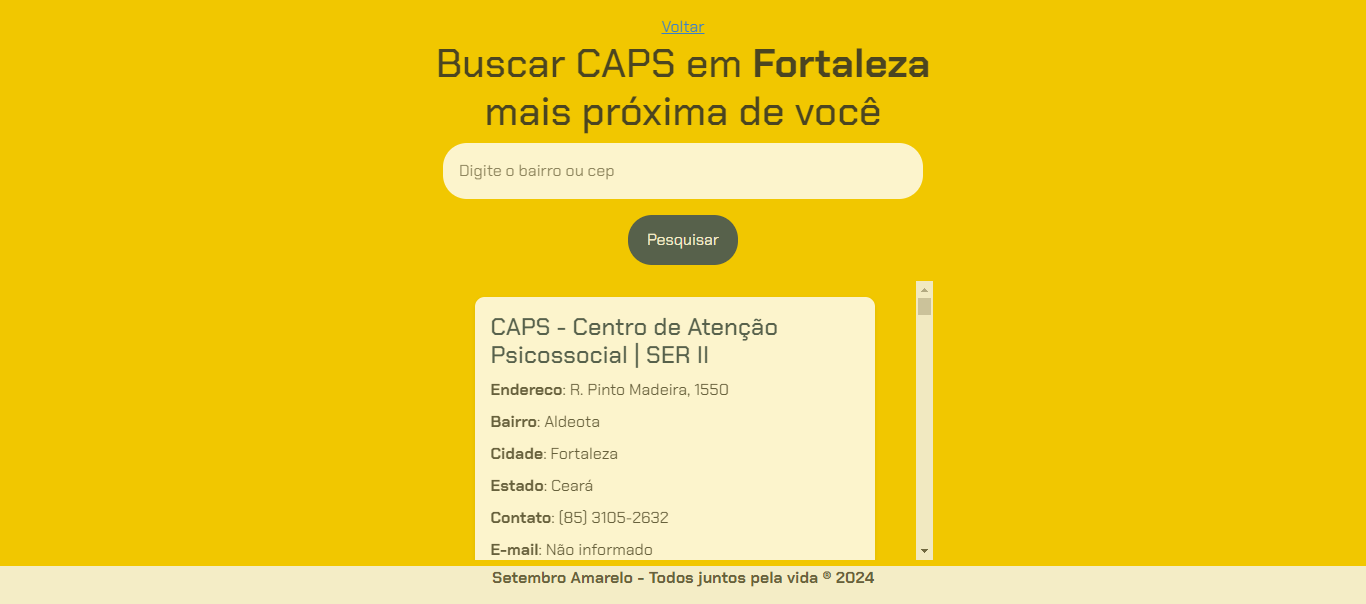 Voltar
Buscar CAPS em Fortaleza
mais próxima de você
Digite o bairro ou cep
Pesquisar
CAPS - Centro de Atenção
Psicossocial | SER II
Endereco: R. Pinto Madeira, 1550
Bairro: Aldeota
Cidade: Fortaleza
Estado: Ceará
Contato: (85) 3105-2632
E-mail: Não informado
Setembro Amarelo - Todos juntos pela vida ® 2024